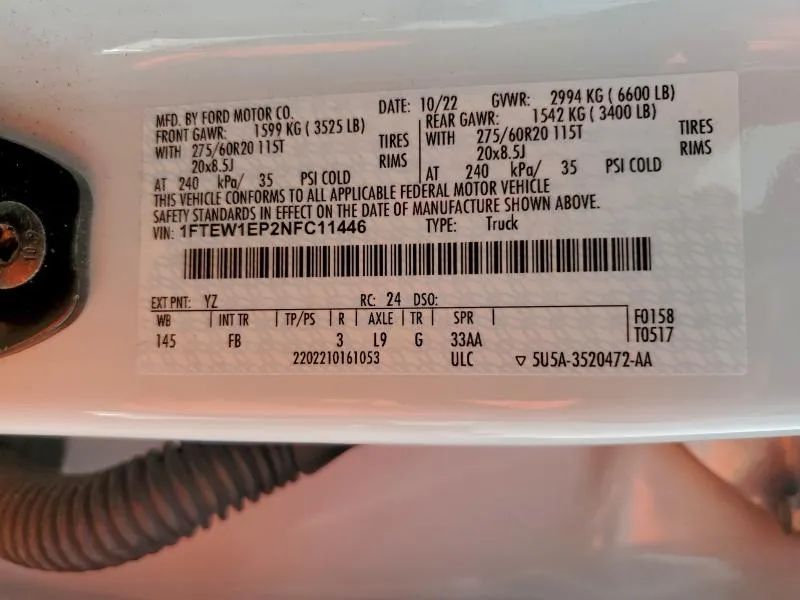 MFD. BY FORD MOTOR CO. DATE: 10/22 GVWR: 2994 KG ( 6600 LB)
FRONT GAWR: 1599 KG ( 3525 LB) REAR GAWR: 1542 KG ( 3400 LB)
WITH 275/60R20 115T TIRES WITH 275/60R20 115T TIRES
20x8.5J RIMS 20x8.5J RIMS
AT 240 kPa/ 35 PSI COLD AT 240 kPa/ 35 PSI COLD
THIS VEHICLE CONFORMS TO ALL APPLICABLE FEDERAL MOTOR VEHICLE
SAFETY STANDARDS IN EFFECT ON THE DATE OF MANUFACTURE SHOWN ABOVE.
VIN: 1FTEW1EP2NFC11446 TYPE: Truck
EXT PNT: YZ RC: 24 DSO:
WB INT TR TP/PS R AXLE TR SPR F0158
145 FB 3 L9 G 33AA T0517
2202210161053 ULC ▽ 5U5A-3520472-AA